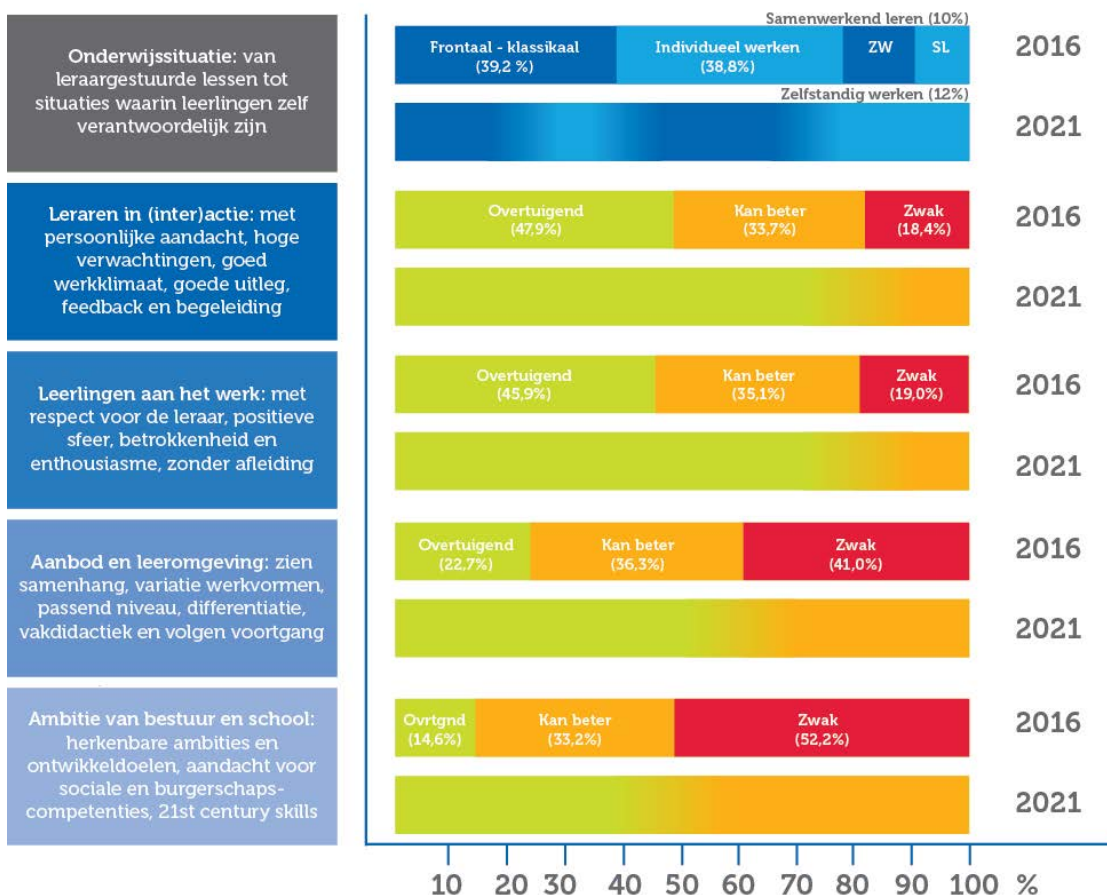 Onderwijssituatie: van
leraargestuurde lessen tot
situaties waarin leerlingen zelf
verantwoordelijk zijn
Samenwerkend leren (10%)
Frontaal - klassikaal
(39,2 %)
Individueel werken
(38,8%)
ZW
SL
2016
Zelfstandig werken (12%)
2021
Leraren in (inter)actie: met
persoonlijke aandacht, hoge
verwachtingen, goed
werkklimaat, goede uitleg,
feedback en begeleiding
Overtuigend
(47,9%)
Kan beter
(33,7%)
Zwak
(18,4%)
2016
2021
Leerlingen aan het werk: met
respect voor de leraar, positieve
sfeer, betrokkenheid en
enthousiasme, zonder afleiding
Overtuigend
(45,9%)
Kan beter
(35,1%)
Zwak
(19,0%)
2016
2021
Aanbod en leeromgeving: zien
samenhang, variatie werkvormen,
passend niveau, differentiatie,
vakdidactiek en volgen voortgang
Overtuigend
(22,7%)
Kan beter
(36,3%)
Zwak
(41,0%)
2016
2021
Ambitie van bestuur en school:
herkenbare ambities en
ontwikkeldoelen, aandacht voor
sociale en burgerschaps-
competenties, 21st century skills
Ovrtgnd
(14,6%)
Kan beter
(33,2%)
Zwak
(52,2%)
2016
2021
10 20 30 40 50 60 70 80 90 100 %